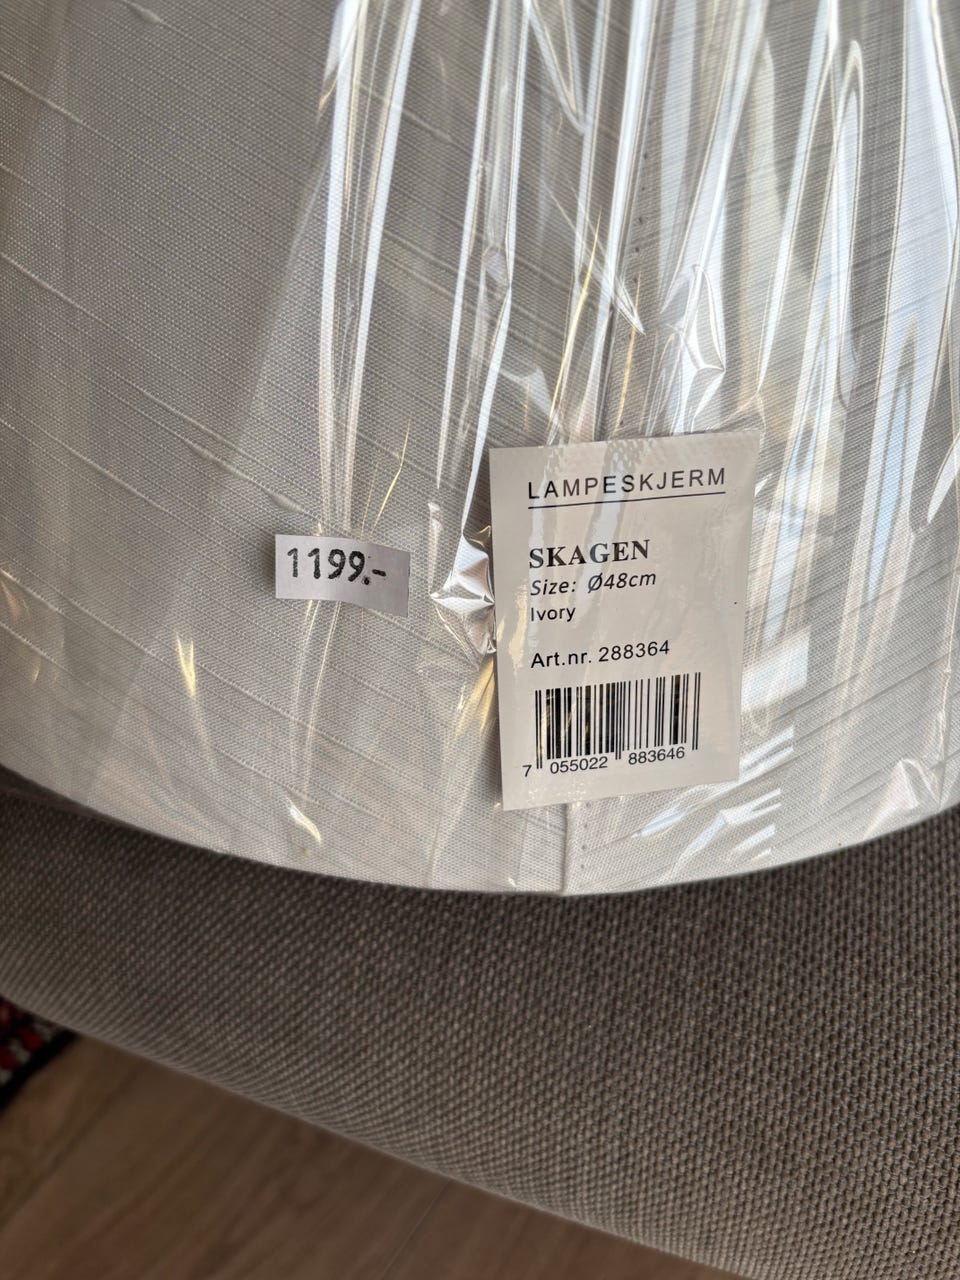 1199.-
LAMPESKJERM
SKAGEN
Size: Ø48cm
Ivory
Art.nr. 288364
7 055022 883646